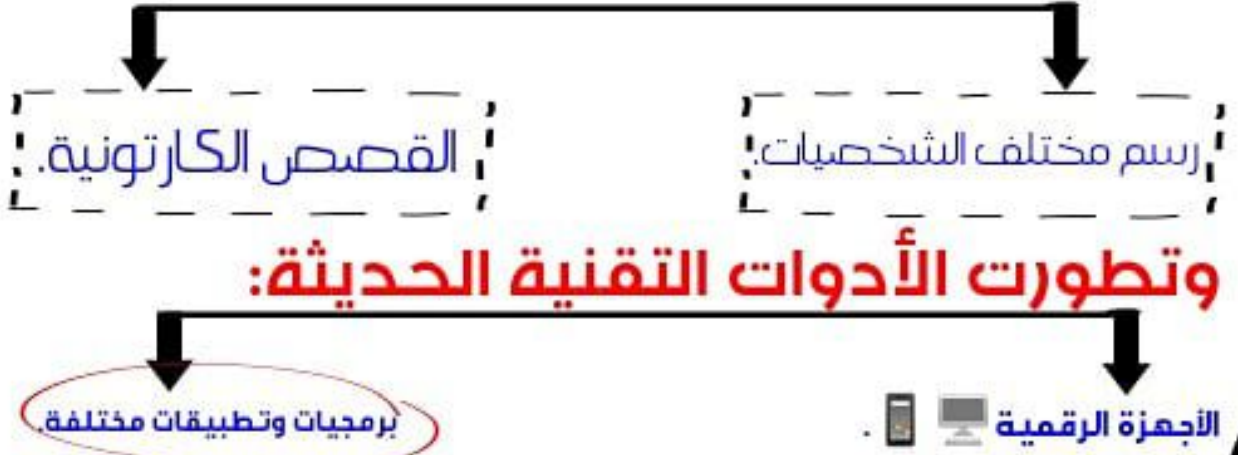 رسم مختلف الشخصيات.
القصص الكارتونية.
وتطورت الأدوات التقنية الحديثة:
الأجهزة الرقمية .
برمجيات وتطبيقات مختلفة.